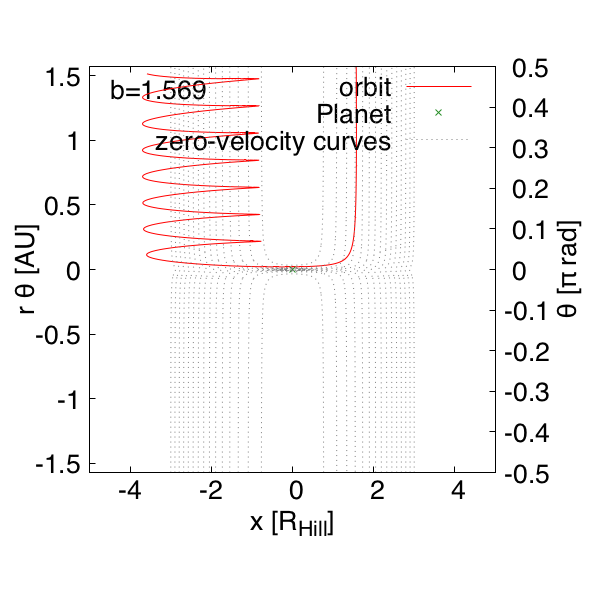 b=1.569
orbit
Planet
zero-velocity curves
1.5
1
0.5
0
-0.5
-1
-1.5
r θ [AU]
0.5
0.4
0.3
0.2
0.1
0
-0.1
-0.2
-0.3
-0.4
-0.5
θ [π rad]
-4 -2 0 2 4
x [RHill]